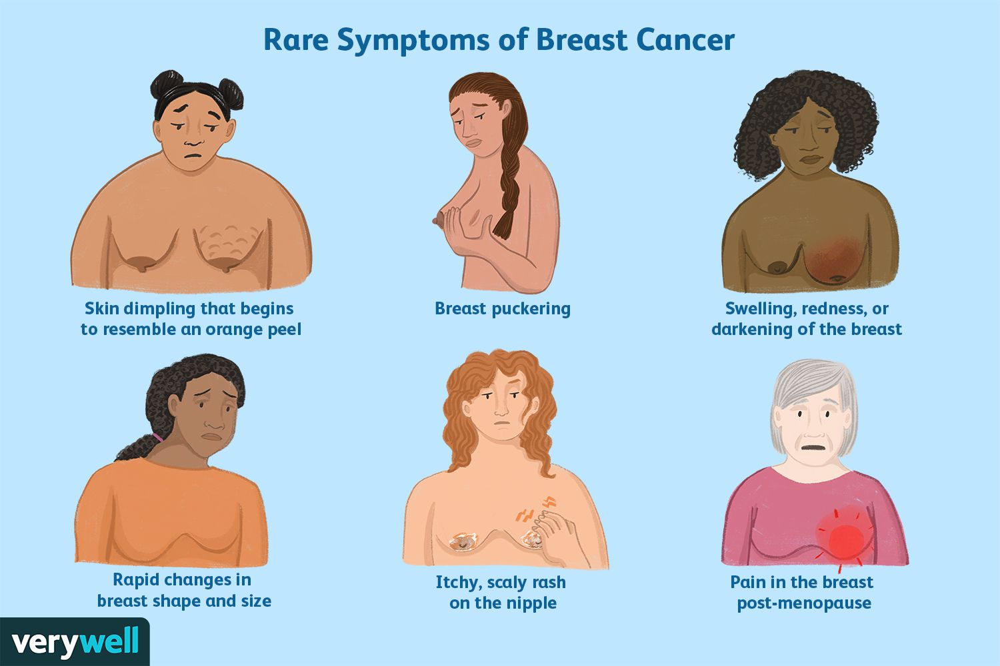 Rare Symptoms of Breast Cancer
Skin dimpling that begins
to resemble an orange peel
Breast puckering
Swelling, redness, or
darkening of the breast
Rapid changes in
breast shape and size
Itchy, scaly rash
on the nipple
Pain in the breast
post-menopause
verywell